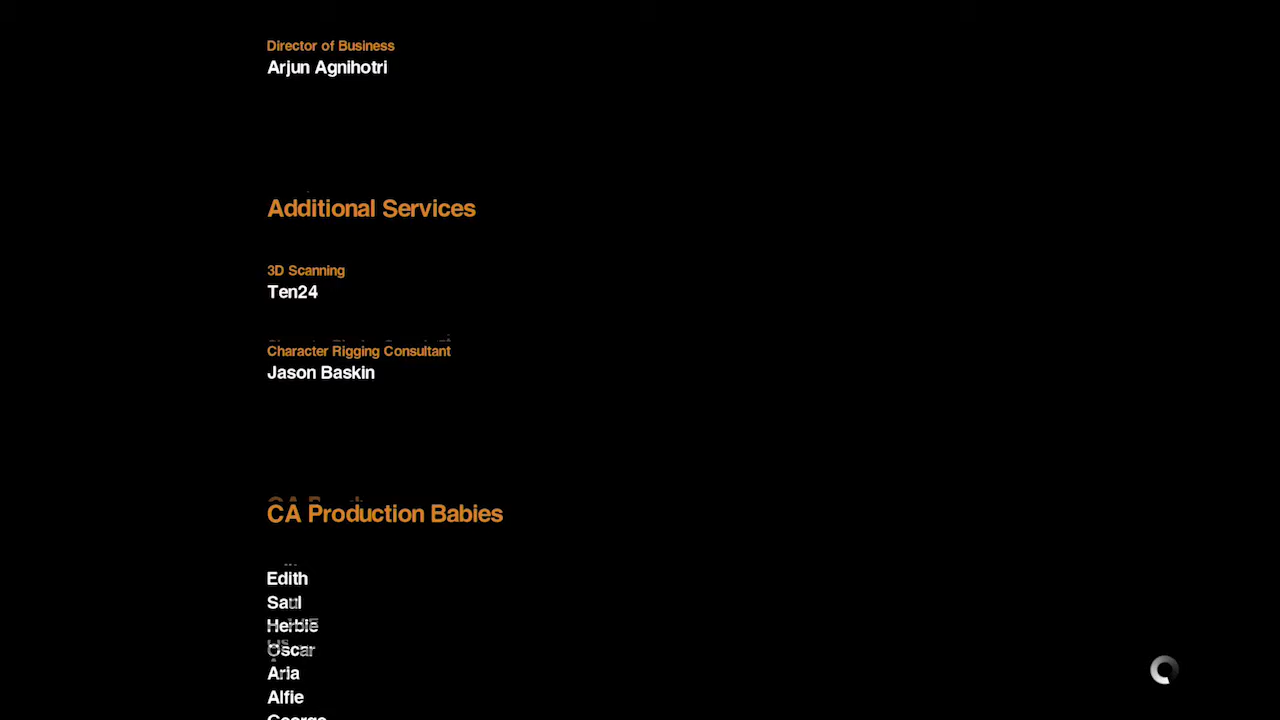 Director of Business
Arjun Agnihotri
Additional Services
3D Scanning
Ten24
Character Rigging Consultant
Jason Baskin
CA Production Babies
Edith
Saul
Herbie
Oscar
Aria
Alfie
George